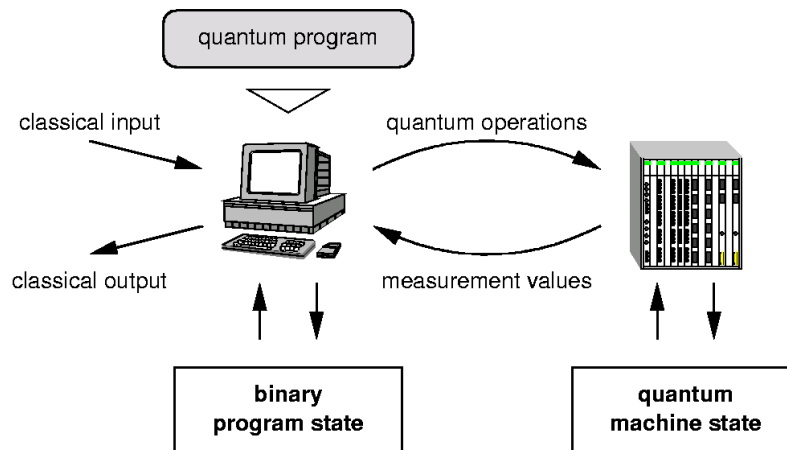 quantum program
classical input
quantum operations
classical output
measurement values
binary
program state
quantum
machine state